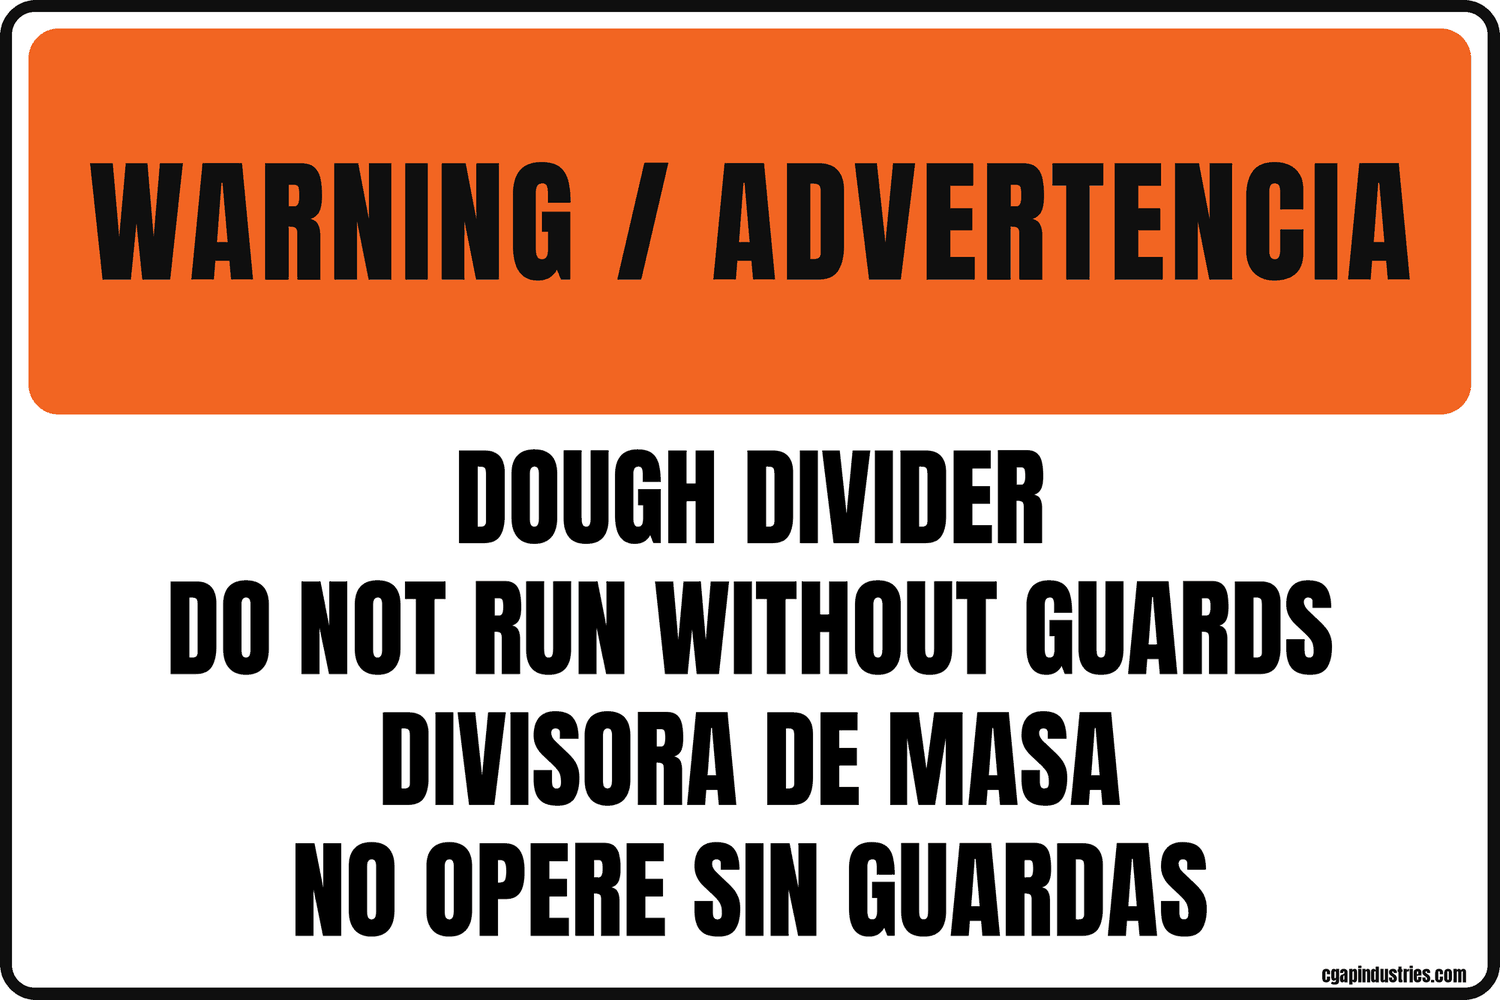 WARNING / ADVERTENCIA
DOUGH DIVIDER
DO NOT RUN WITHOUT GUARDS
DIVISORA DE MASA
NO OPERE SIN GUARDAS
cgapindustries.com